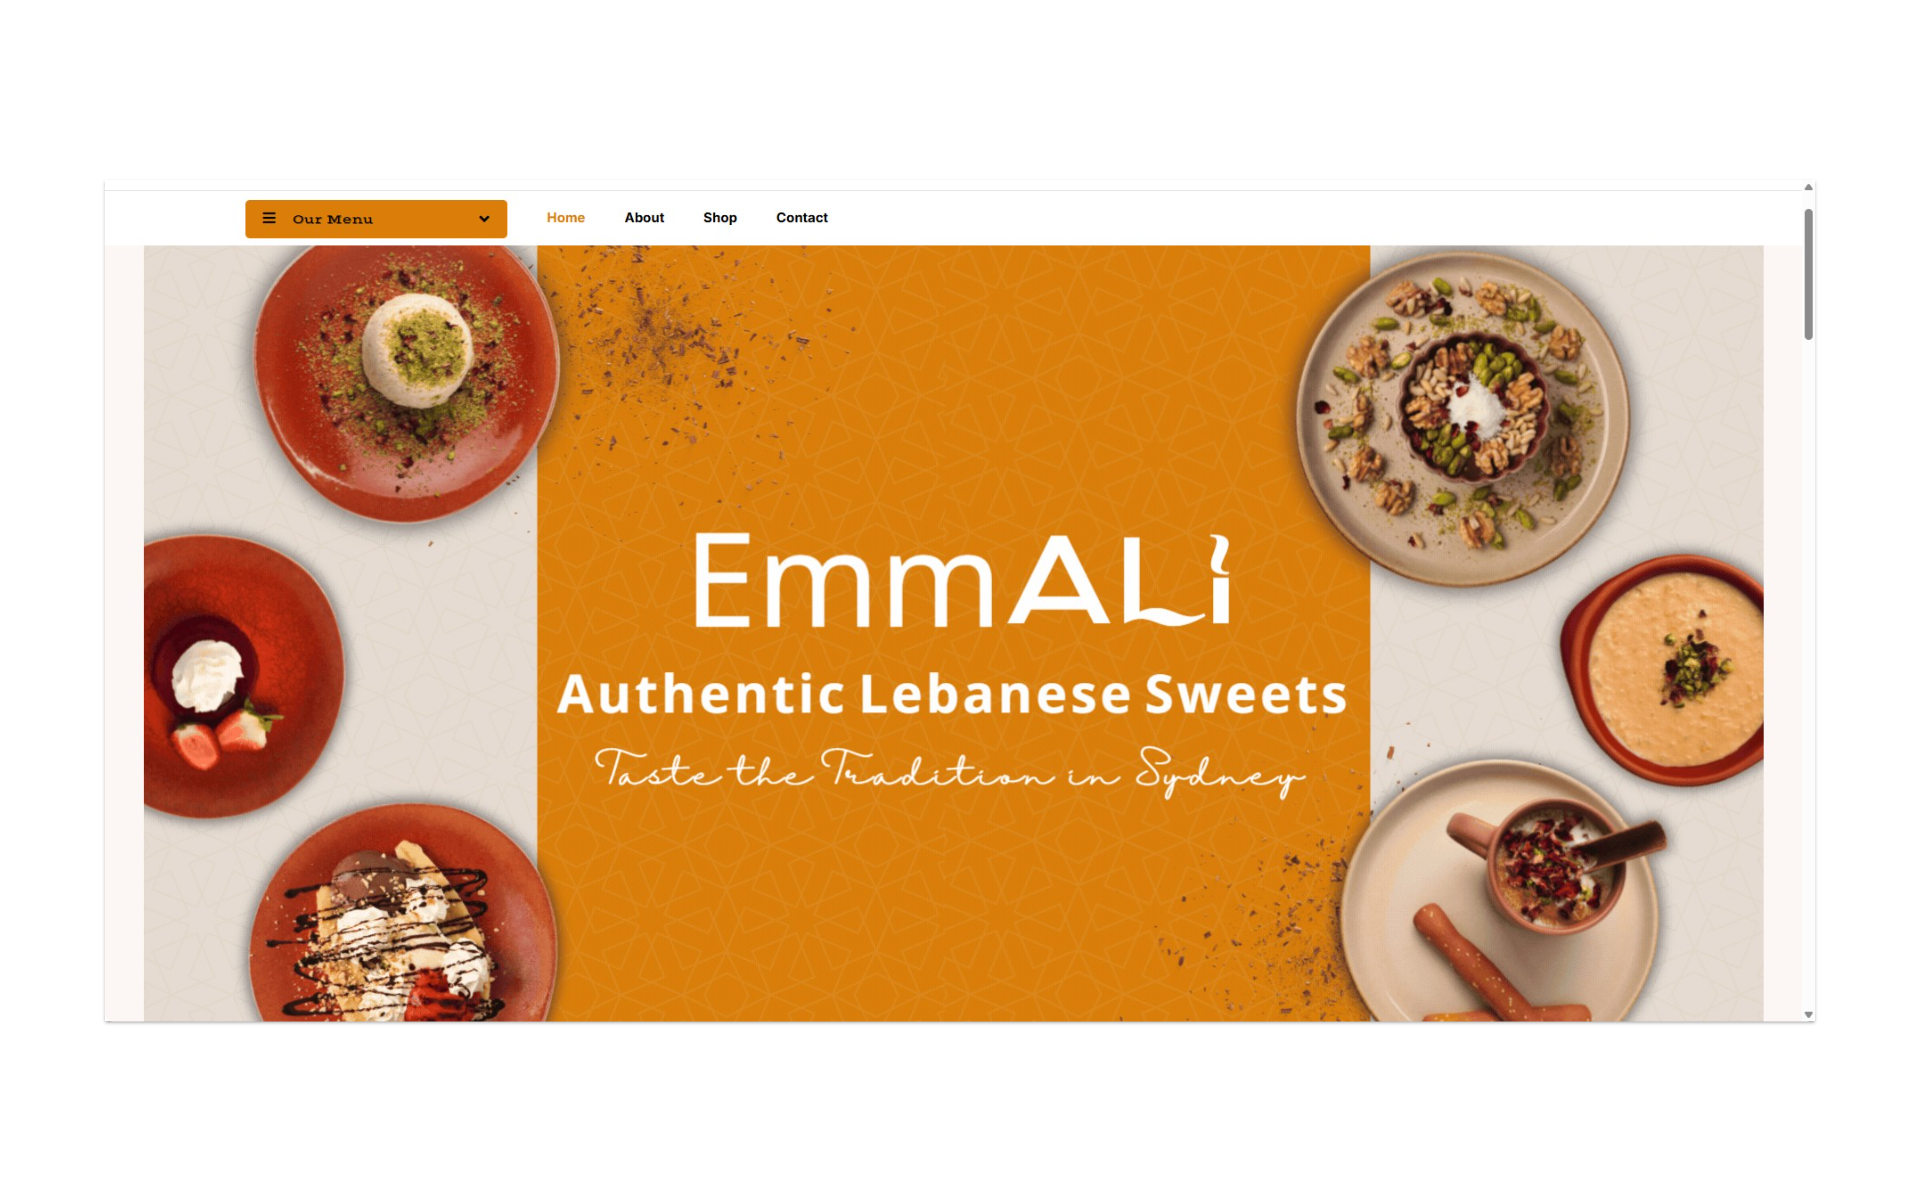 Our Menu
Home About Shop Contact
EmmALi
Authentic Lebanese Sweets
Taste the Tradition in Sydney